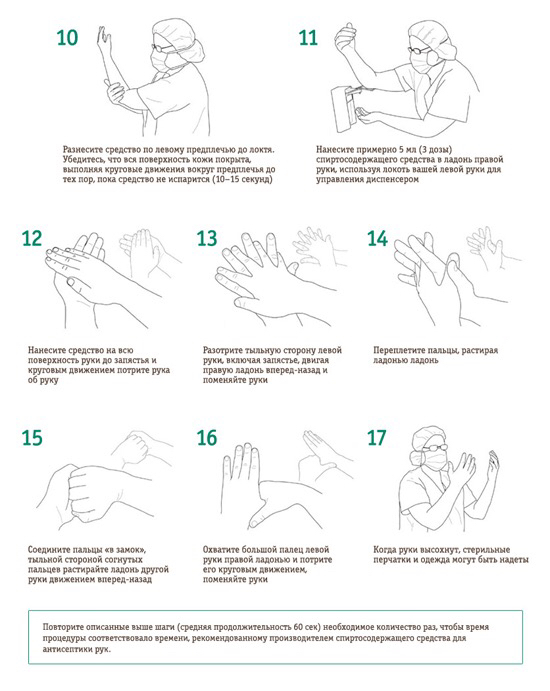 10
Разнесите средство по левому предплечью до локтя.
Убедитесь, что вся поверхность кожи покрыта,
выполняя круговые движения вокруг предплечья до
тех пор, пока средство не испарится (10–15 секунд)
11
Нанесите примерно 5 мл (3 дозы)
спиртосодержащего средства в ладонь правой
руки, используя локоть вашей левой руки для
управления диспенсером
12
Нанесите средство на всю
поверхность руки до запястья и
круговым движением потрите рука
об руку
13
Разотрите тыльную сторону левой
руки, включая запястье, двигая
правую ладонь вперед-назад и
поменяйте руки
14
Переплетите пальцы, растирая
ладонью ладонь
15
Соедините пальцы «в замок»,
тыльной стороной согнутых
пальцев растирайте ладонь другой
руки движением вперед-назад
16
Охватите большой палец левой
руки правой ладонью и потрите
его круговым движением,
поменяйте руки
17
Когда руки высохнут, стерильные
перчатки и одежда могут быть надеты
Повторите описанные выше шаги (средняя продолжительность 60 сек) необходимое количество раз, чтобы время
процедуры соответствовало времени, рекомендованному производителем спиртосодержащего средства для
антисептики рук.